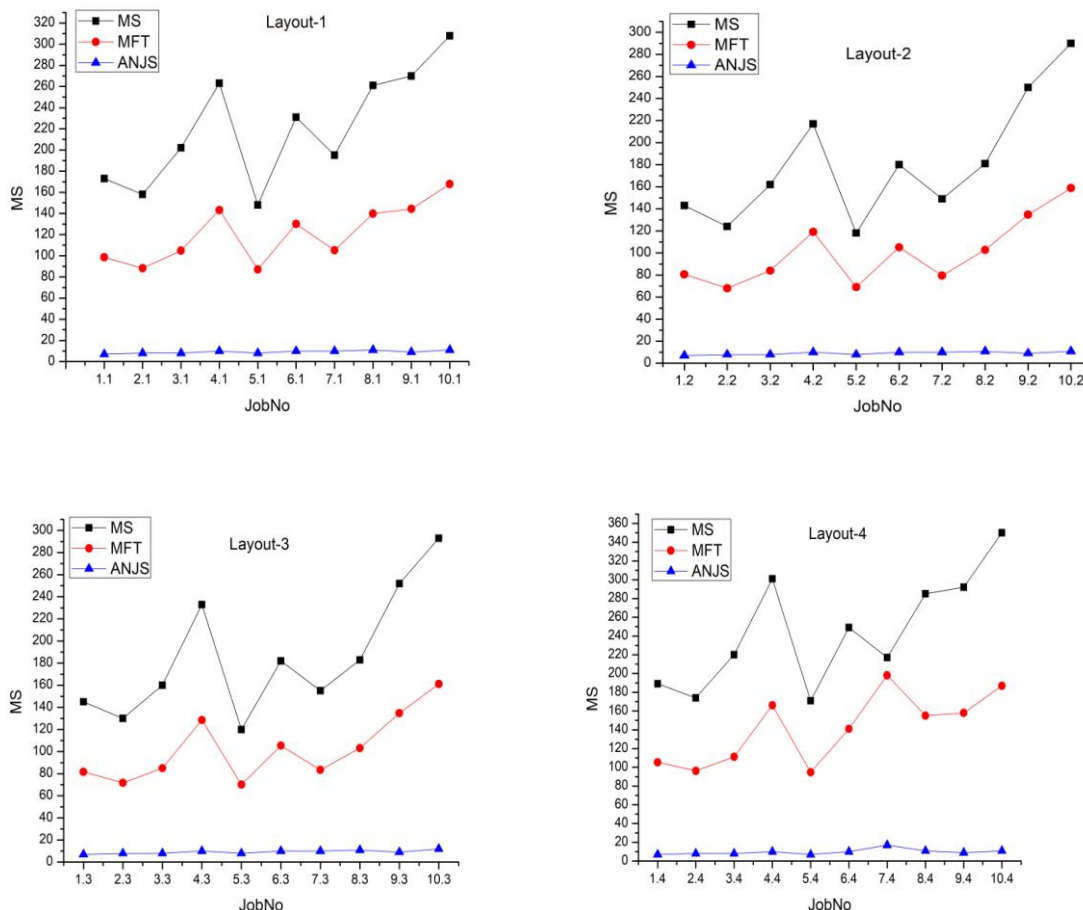 Layout-1
MS
MFT
ANJS
320
300
280
260
240
220
200
180
160
140
120
100
80
60
40
20
0
MS
1.1 2.1 3.1 4.1 5.1 6.1 7.1 8.1 9.1 10.1
JobNo
Layout-2
MS
MFT
ANJS
300
280
260
240
220
200
180
160
140
120
100
80
60
40
20
0
MS
1.2 2.2 3.2 4.2 5.2 6.2 7.2 8.2 9.2 10.2
JobNo
Layout-3
MS
MFT
ANJS
300
280
260
240
220
200
180
160
140
120
100
80
60
40
20
0
MS
1.3 2.3 3.3 4.3 5.3 6.3 7.3 8.3 9.3 10.3
JobNo
Layout-4
MS
MFT
ANJS
360
340
320
300
280
260
240
220
200
180
160
140
120
100
80
60
40
20
0
MS
1.4 2.4 3.4 4.4 5.4 6.4 7.4 8.4 9.4 10.4
JobNo